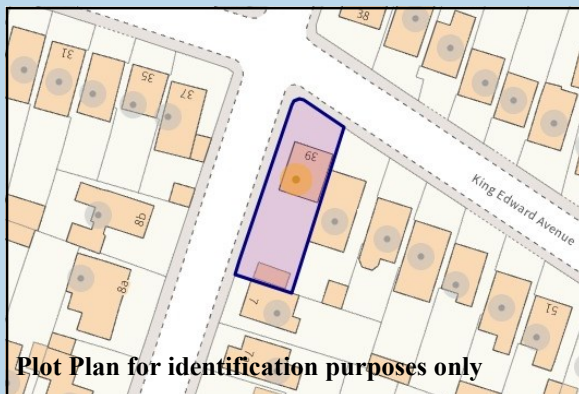 38
31
35
37
39
King Edward Avenue
8b
8a
7
51
Plot Plan for identification purposes only